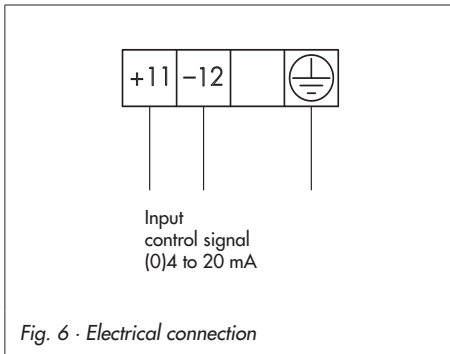 +11 −12
Input
control signal
(0)4 to 20 mA
Fig. 6 · Electrical connection